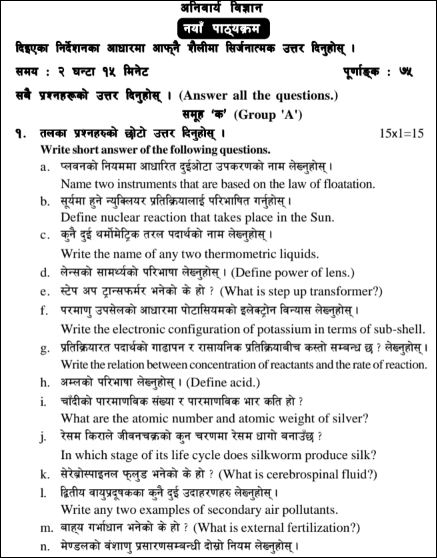 अनिवार्य विज्ञान
नयाँ पाठ्यक्रम
दिइएका निर्देशनका आधारमा आफ्नै शैलीमा सिर्जनात्मक उत्तर दिनुहोस् ।
समय : २ घन्टा १५ मिनेट पूर्णाङ्क : ७५
सबै प्रश्नहरूको उत्तर दिनुहोस् । (Answer all the questions.)
समूह 'क' (Group 'A')
१. तलका प्रश्नहरुको छोटो उत्तर दिनुहोस् । 15x1=15
Write short answer of the following questions.
a. प्लवनको नियममा आधारित दुईओटा उपकरणको नाम लेख्नुहोस् ।
Name two instruments that are based on the law of floatation.
b. सूर्यमा हुने न्युक्लियर प्रतिक्रियालाई परिभाषित गर्नुहोस् ।
Define nuclear reaction that takes place in the Sun.
c. कुनै दुई थर्मोमेट्रिक तरल पदार्थको नाम लेख्नुहोस् ।
Write the name of any two thermometric liquids.
d. लेन्सको सामर्थ्यको परिभाषा लेख्नुहोस् । (Define power of lens.)
e. स्टेप अप ट्रान्सफर्मर भनेको के हो ? (What is step up transformer?)
f. परमाणु उपसेलको आधारमा पोटासियमको इलेक्ट्रोन विन्यास लेख्नुहोस् ।
Write the electronic configuration of potassium in terms of sub-shell.
g. प्रतिक्रियारत पदार्थको गाढापन र रासायनिक प्रतिक्रियाबीच कस्तो सम्बन्ध छ ? लेख्नुहोस् ।
Write the relation between concentration of reactants and the rate of reaction.
h. अम्लको परिभाषा लेख्नुहोस् । (Define acid.)
i. चाँदीको पारमाणविक संख्या र पारमाणविक भार कति हो ?
What are the atomic number and atomic weight of silver?
j. रेसम किराले जीवनचक्रको कुन चरणमा रेसम धागो बनाउँछ ?
In which stage of its life cycle does silkworm produce silk?
k. सेरेब्रोस्पाइनल फ्लुड भनेको के हो ? (What is cerebrospinal fluid?)
l. द्वितीय वायुप्रदूषकका कुनै दुई उदाहरणहरु लेख्नुहोस् ।
Write any two examples of secondary air pollutants.
m. बाह्य गर्भाधान भनेको के हो ? (What is external fertilization?)
n. मेण्डलको वंशाणु प्रसारणसम्बन्धी दोस्रो नियम लेख्नुहोस् ।